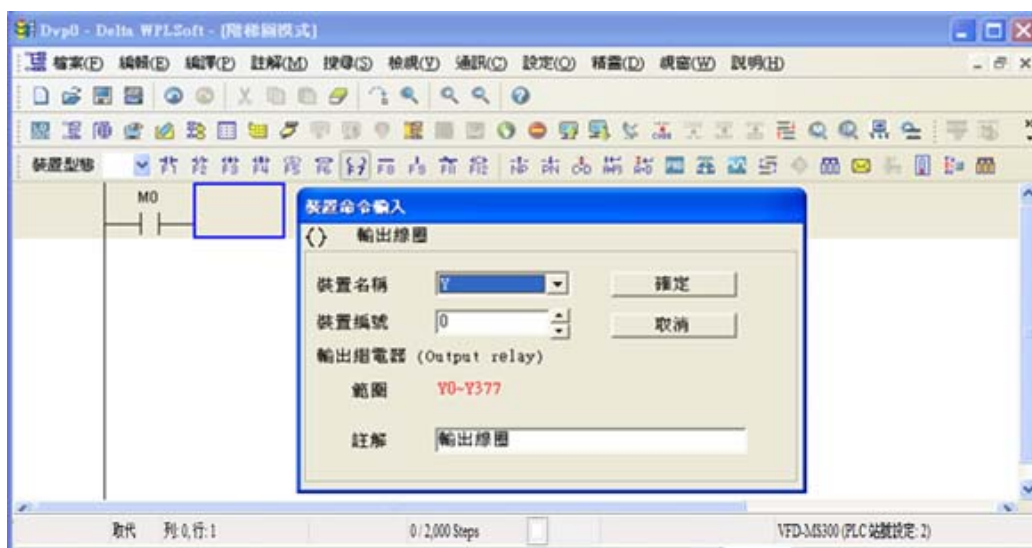 Dvp0 - Delta WPLSoft - [階梯圖模式]
檔案(F) 編輯(E) 編譯(P) 註解(M) 搜尋(S) 檢視(V) 通訊(C) 設定(O) 精靈(D) 視窗(W) 說明(H)
裝置型態
M0
裝置命令輸入
輸出線圈
裝置名稱 Y 確定
裝置編號 0 取消
輸出繼電器 (Output relay)
範圍 Y0~Y377
註解 輸出線圈
取代 列:0,行:1 0/2,000 Steps VFD-MS300 (PLC 站號設定: 2)